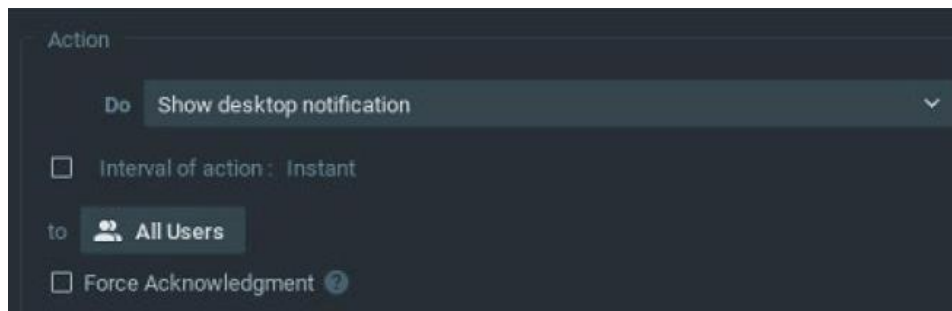 Action
Do Show desktop notification
Interval of action : Instant
to All Users
Force Acknowledgment ?